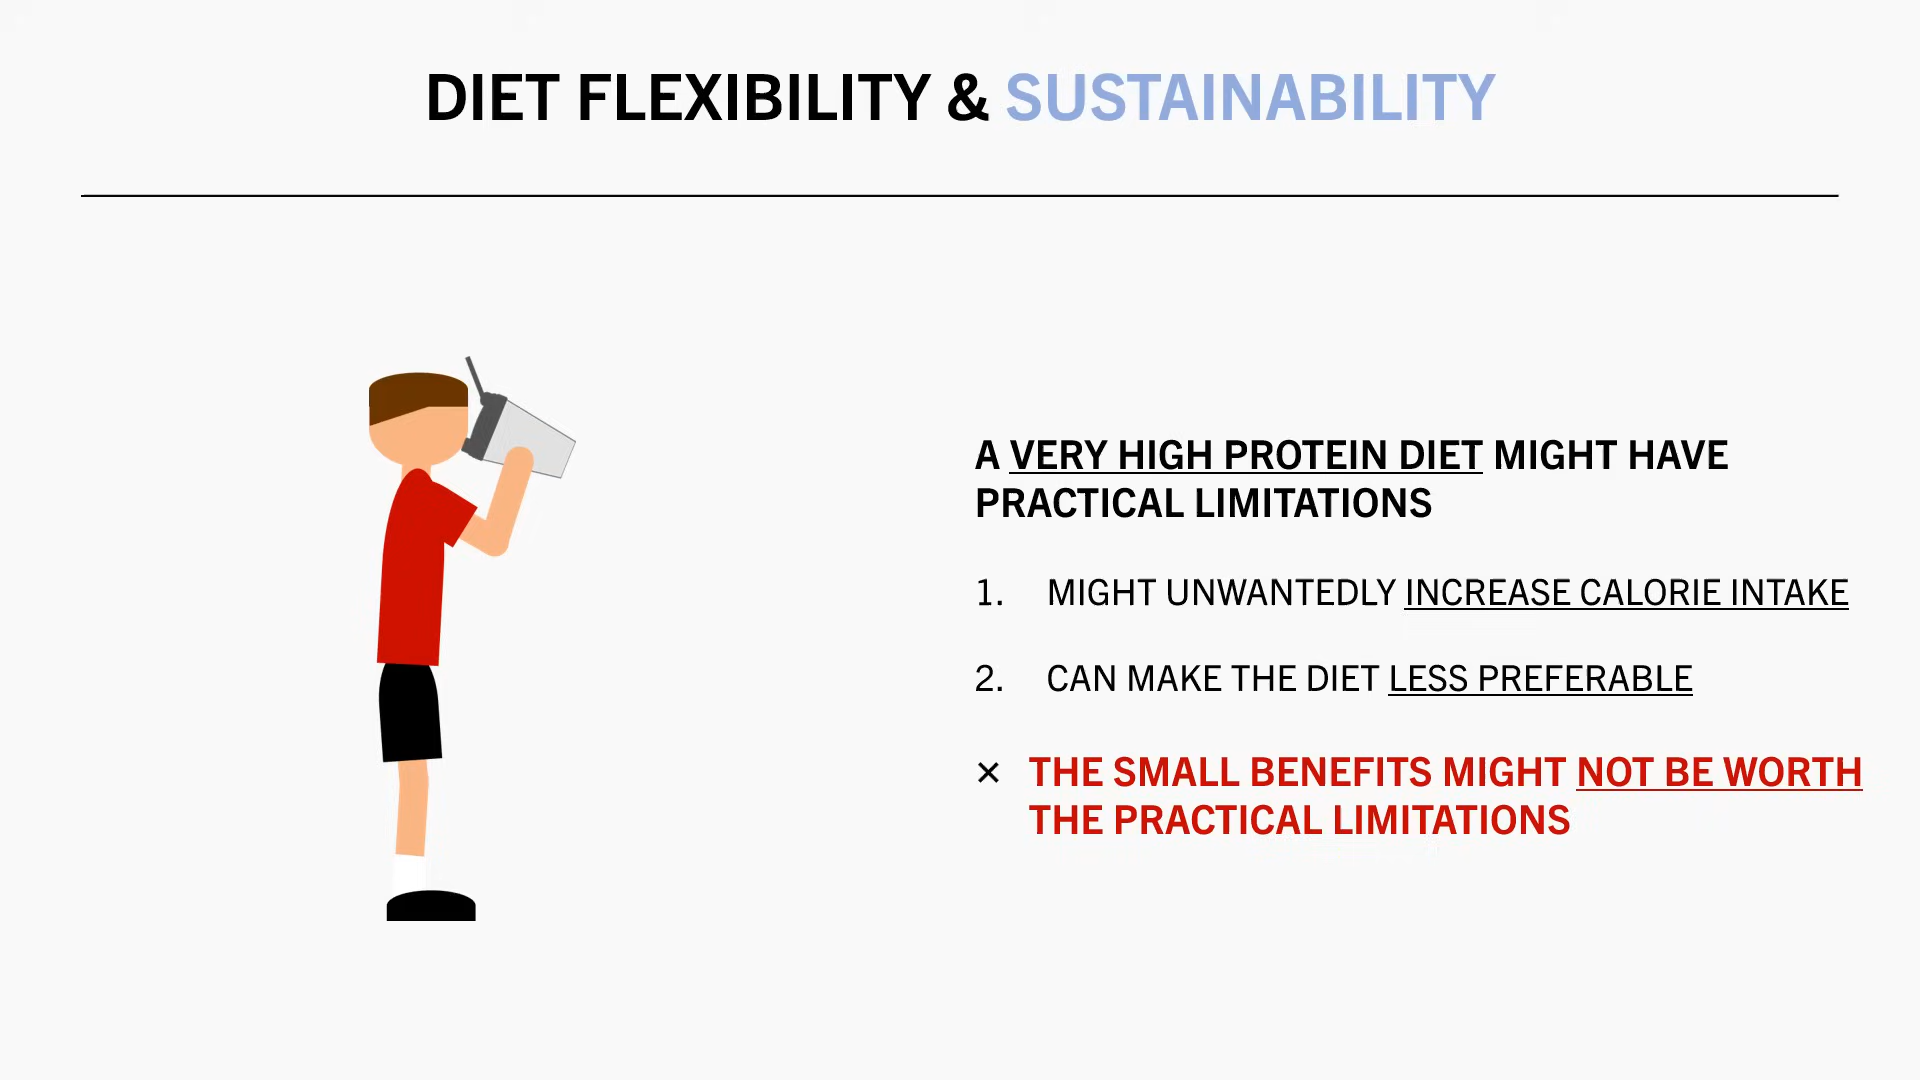 DIET FLEXIBILITY & SUSTAINABILITY
A VERY HIGH PROTEIN DIET MIGHT HAVE
PRACTICAL LIMITATIONS
1. MIGHT UNWANTEDLY INCREASE CALORIE INTAKE
2. CAN MAKE THE DIET LESS PREFERABLE
× THE SMALL BENEFITS MIGHT NOT BE WORTH
THE PRACTICAL LIMITATIONS